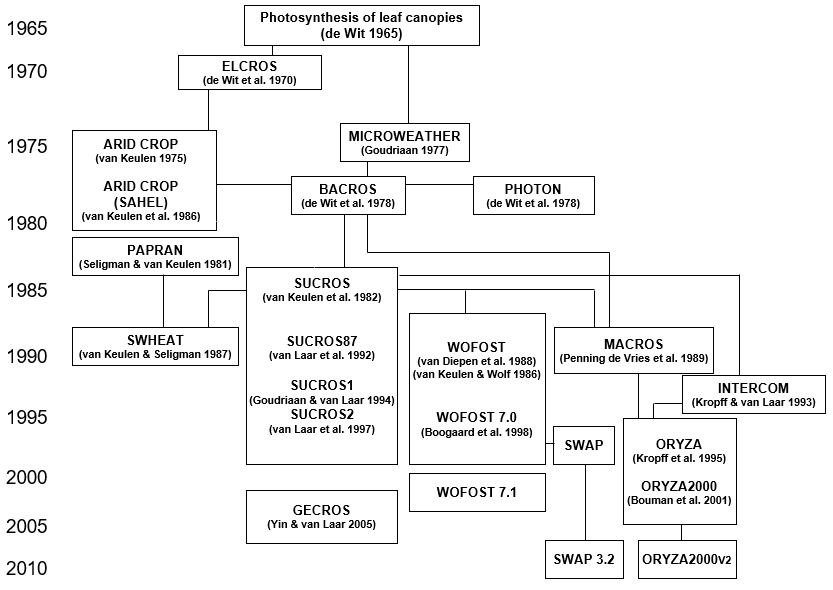 1965
Photosynthesis of leaf canopies
(de Wit 1965)
1970
ELCROS
(de Wit et al. 1970)
1975
ARID CROP
(van Keulen 1975)
ARID CROP
(SAHEL)
(van Keulen et al. 1986)
MICROWEATHER
(Goudriaan 1977)
BACROS
(de Wit et al. 1978)
PHOTON
(de Wit et al. 1978)
1980
PAPRAN
(Seligman & van Keulen 1981)
1985
SUCROS
(van Keulen et al. 1982)
SUCROS87
(van Laar et al. 1992)
SUCROS1
(Goudriaan & van Laar 1994)
SUCROS2
(van Laar et al. 1997)
1990
SWHEAT
(van Keulen & Seligman 1987)
WOFOST
(van Diepen et al. 1988)
(van Keulen & Wolf 1986)
WOFOST 7.0
(Boogaard et al. 1998)
MACROS
(Penning de Vries et al. 1989)
INTERCOM
(Kropff & van Laar 1993)
1995
SWAP
ORYZA
(Kropff et al. 1995)
ORYZA2000
(Bouman et al. 2001)
2000
WOFOST 7.1
GECROS
(Yin & van Laar 2005)
2005
SWAP 3.2
ORYZA2000v2
2010